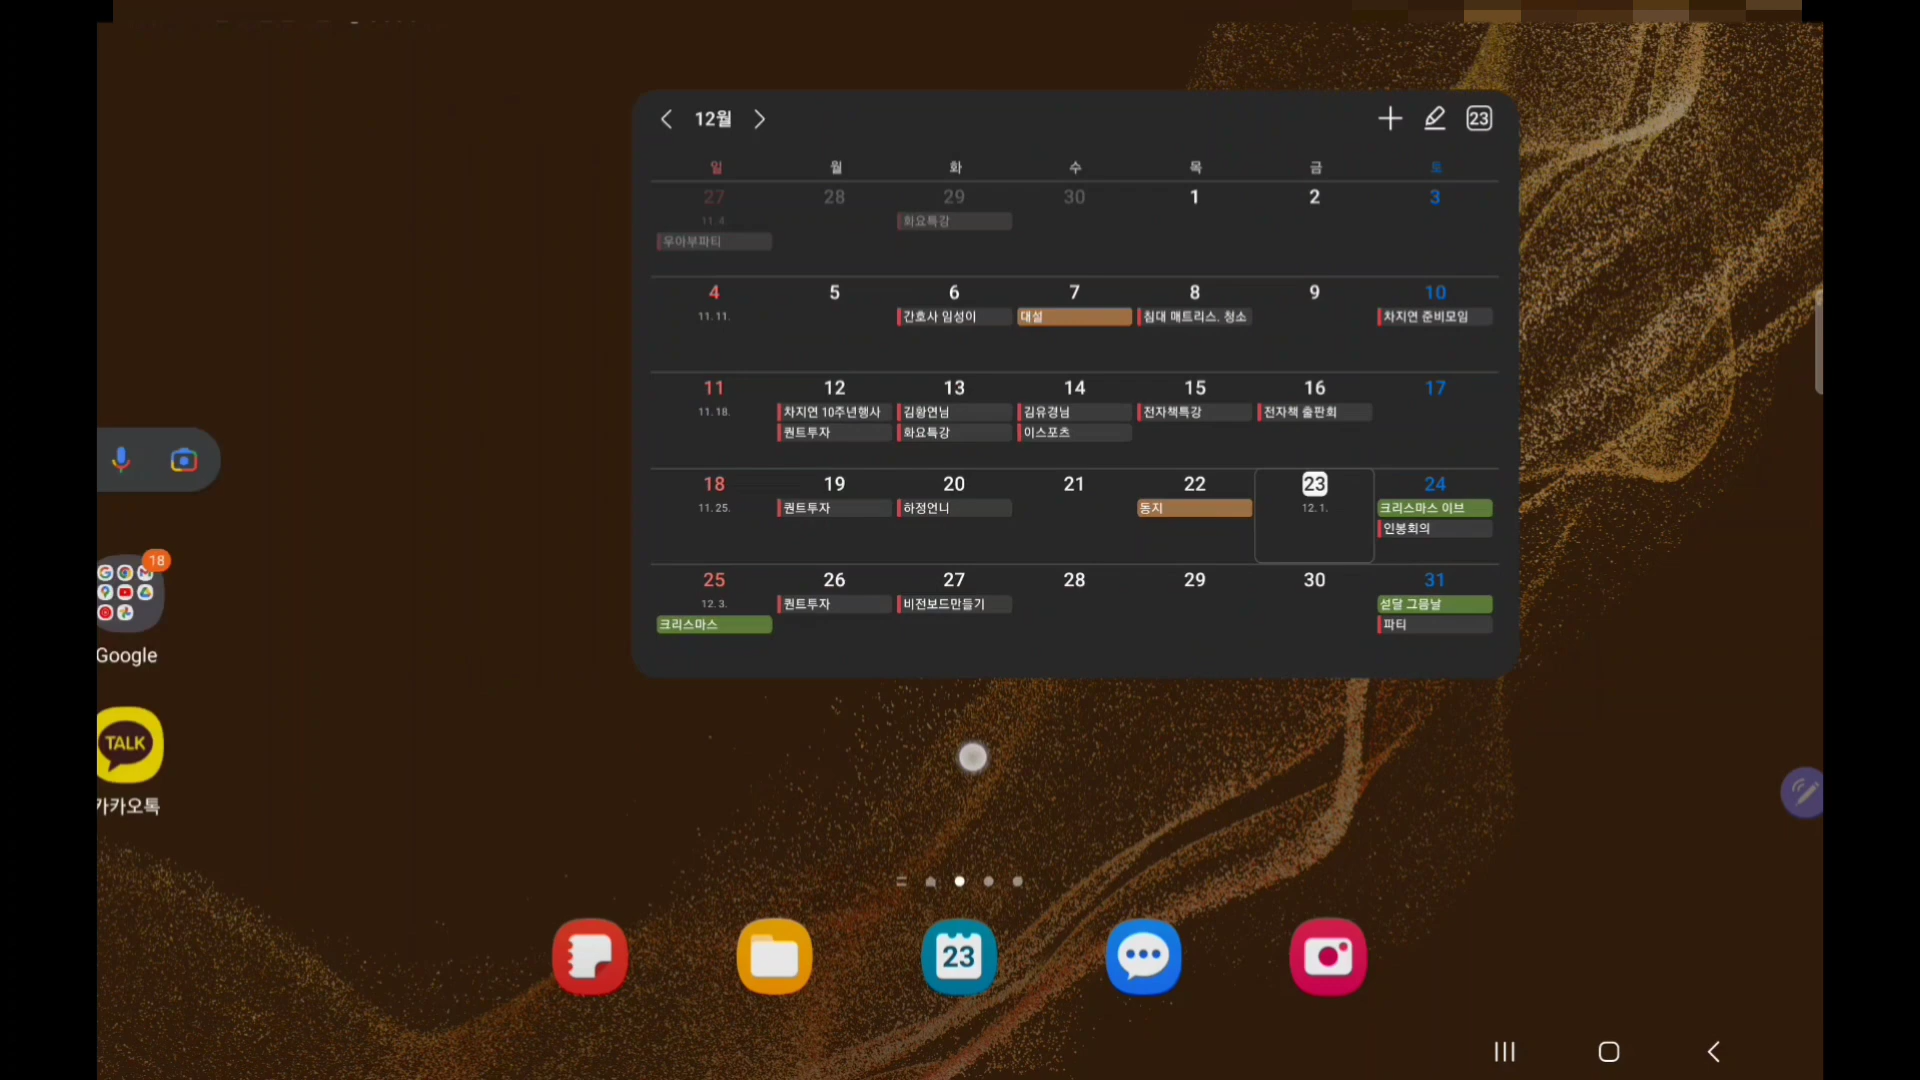 12월
23
일 월 화 수 목 금 토
27 28 29 30 1 2 3
11.4.
화요특강
우아부파티
4 5 6 7 8 9 10
11.11.
간호사 임성이
대설
침대 매트리스. 청소
차지연 준비모임
11 12 13 14 15 16 17
11.18.
차지연 10주년행사
김황연님
김유경님
전자책특강
전자책 출판회
퀀트투자
화요특강
이스포츠
18 19 20 21 22 23 24
11.25.
퀀트투자
하정언니
동지
12.1.
크리스마스 이브
인봉회의
25 26 27 28 29 30 31
12.3.
퀀트투자
비전보드만들기
섣달 그믐날
크리스마스
파티
18
Google
TALK
카카오톡
23